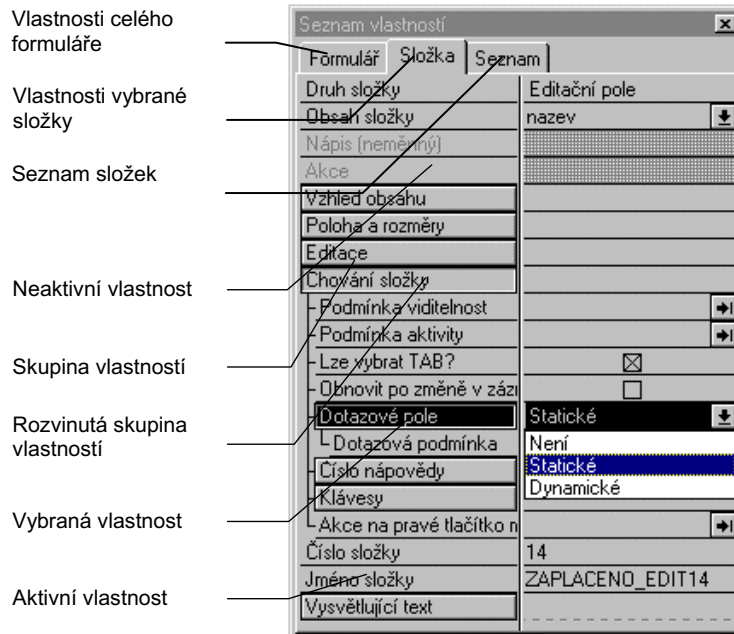 Vlastnosti celého
formuláře
Vlastnosti vybrané
složky
Seznam složek
Neaktivní vlastnost
Skupina vlastností
Rozvinutá skupina
vlastností
Vybraná vlastnost
Aktivní vlastnost
Seznam vlastností
Formulář Složka Seznam
Druh složky Editační pole
Obsah složky nazev
Nápis (neměnný)
Akce
Vzhled obsahu
Poloha a rozměry
Editace
Chování složky
Podmínka viditelnost
Podmínka aktivity
Lze vybrat TAB?
Obnovit po změně v záz
Dotazové pole Statické
Dotazová podmínka Není
Statické
Číslo nápovědy Dynamické
Klávesy
Akce na pravé tlačítko
Číslo složky 14
Jméno složky ZAPLACENO_EDIT14
Vysvětlující text